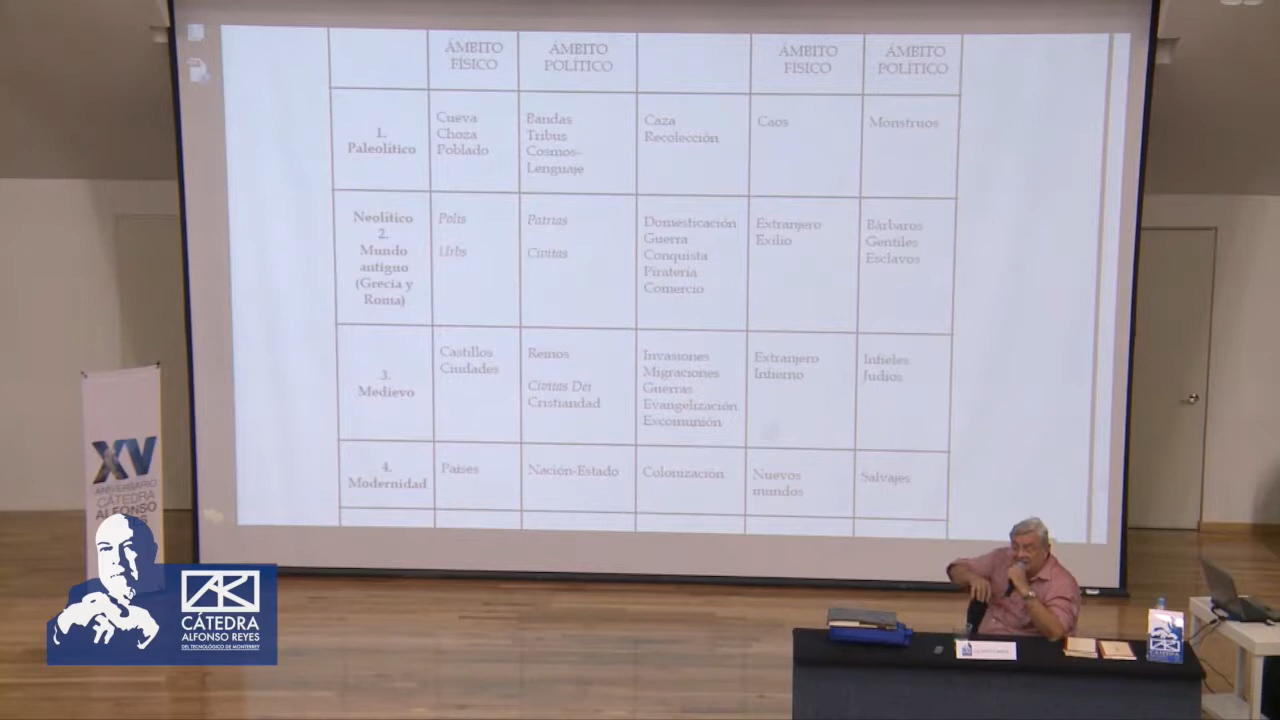 ÁMBITO
FÍSICO
ÁMBITO
POLÍTICO
ÁMBITO
FÍSICO
ÁMBITO
POLÍTICO
1.
Paleolítico
Cueva
Choza
Poblado
Bandas
Tribus
Cosmos-
Lenguaje
Caza
Recolección
Caos
Monstruos
Neolítico
2.
Mundo
antiguo
(Grecia y
Roma)
Polis
Urbs
Patrias
Civitas
Domesticación
Guerra
Conquista
Piratería
Comercio
Extranjero
Exilio
Bárbaros
Gentiles
Esclavos
3.
Medievo
Castillos
Ciudades
Reinos
Civitas Dei
Cristiandad
Invasiones
Migraciones
Guerras
Evangelización
Excomunión
Extranjero
Infierno
Infieles
Judíos
4.
Modernidad
Países
Nación-Estado
Colonización
Nuevos
mundos
Salvajes
XV
ANIVERSARIO
CÁTEDRA
ALFONSO
CÁTEDRA
ALFONSO REYES
DEL TECNOLÓGICO DE MONTERREY